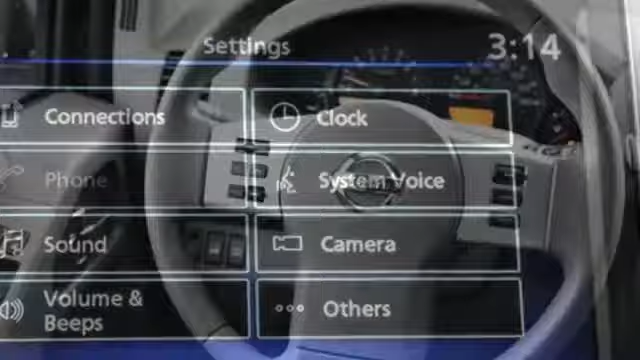 Settings
3:14
Connections
Clock
Phone
System Voice
Sound
Camera
Volume &
Beeps
Others